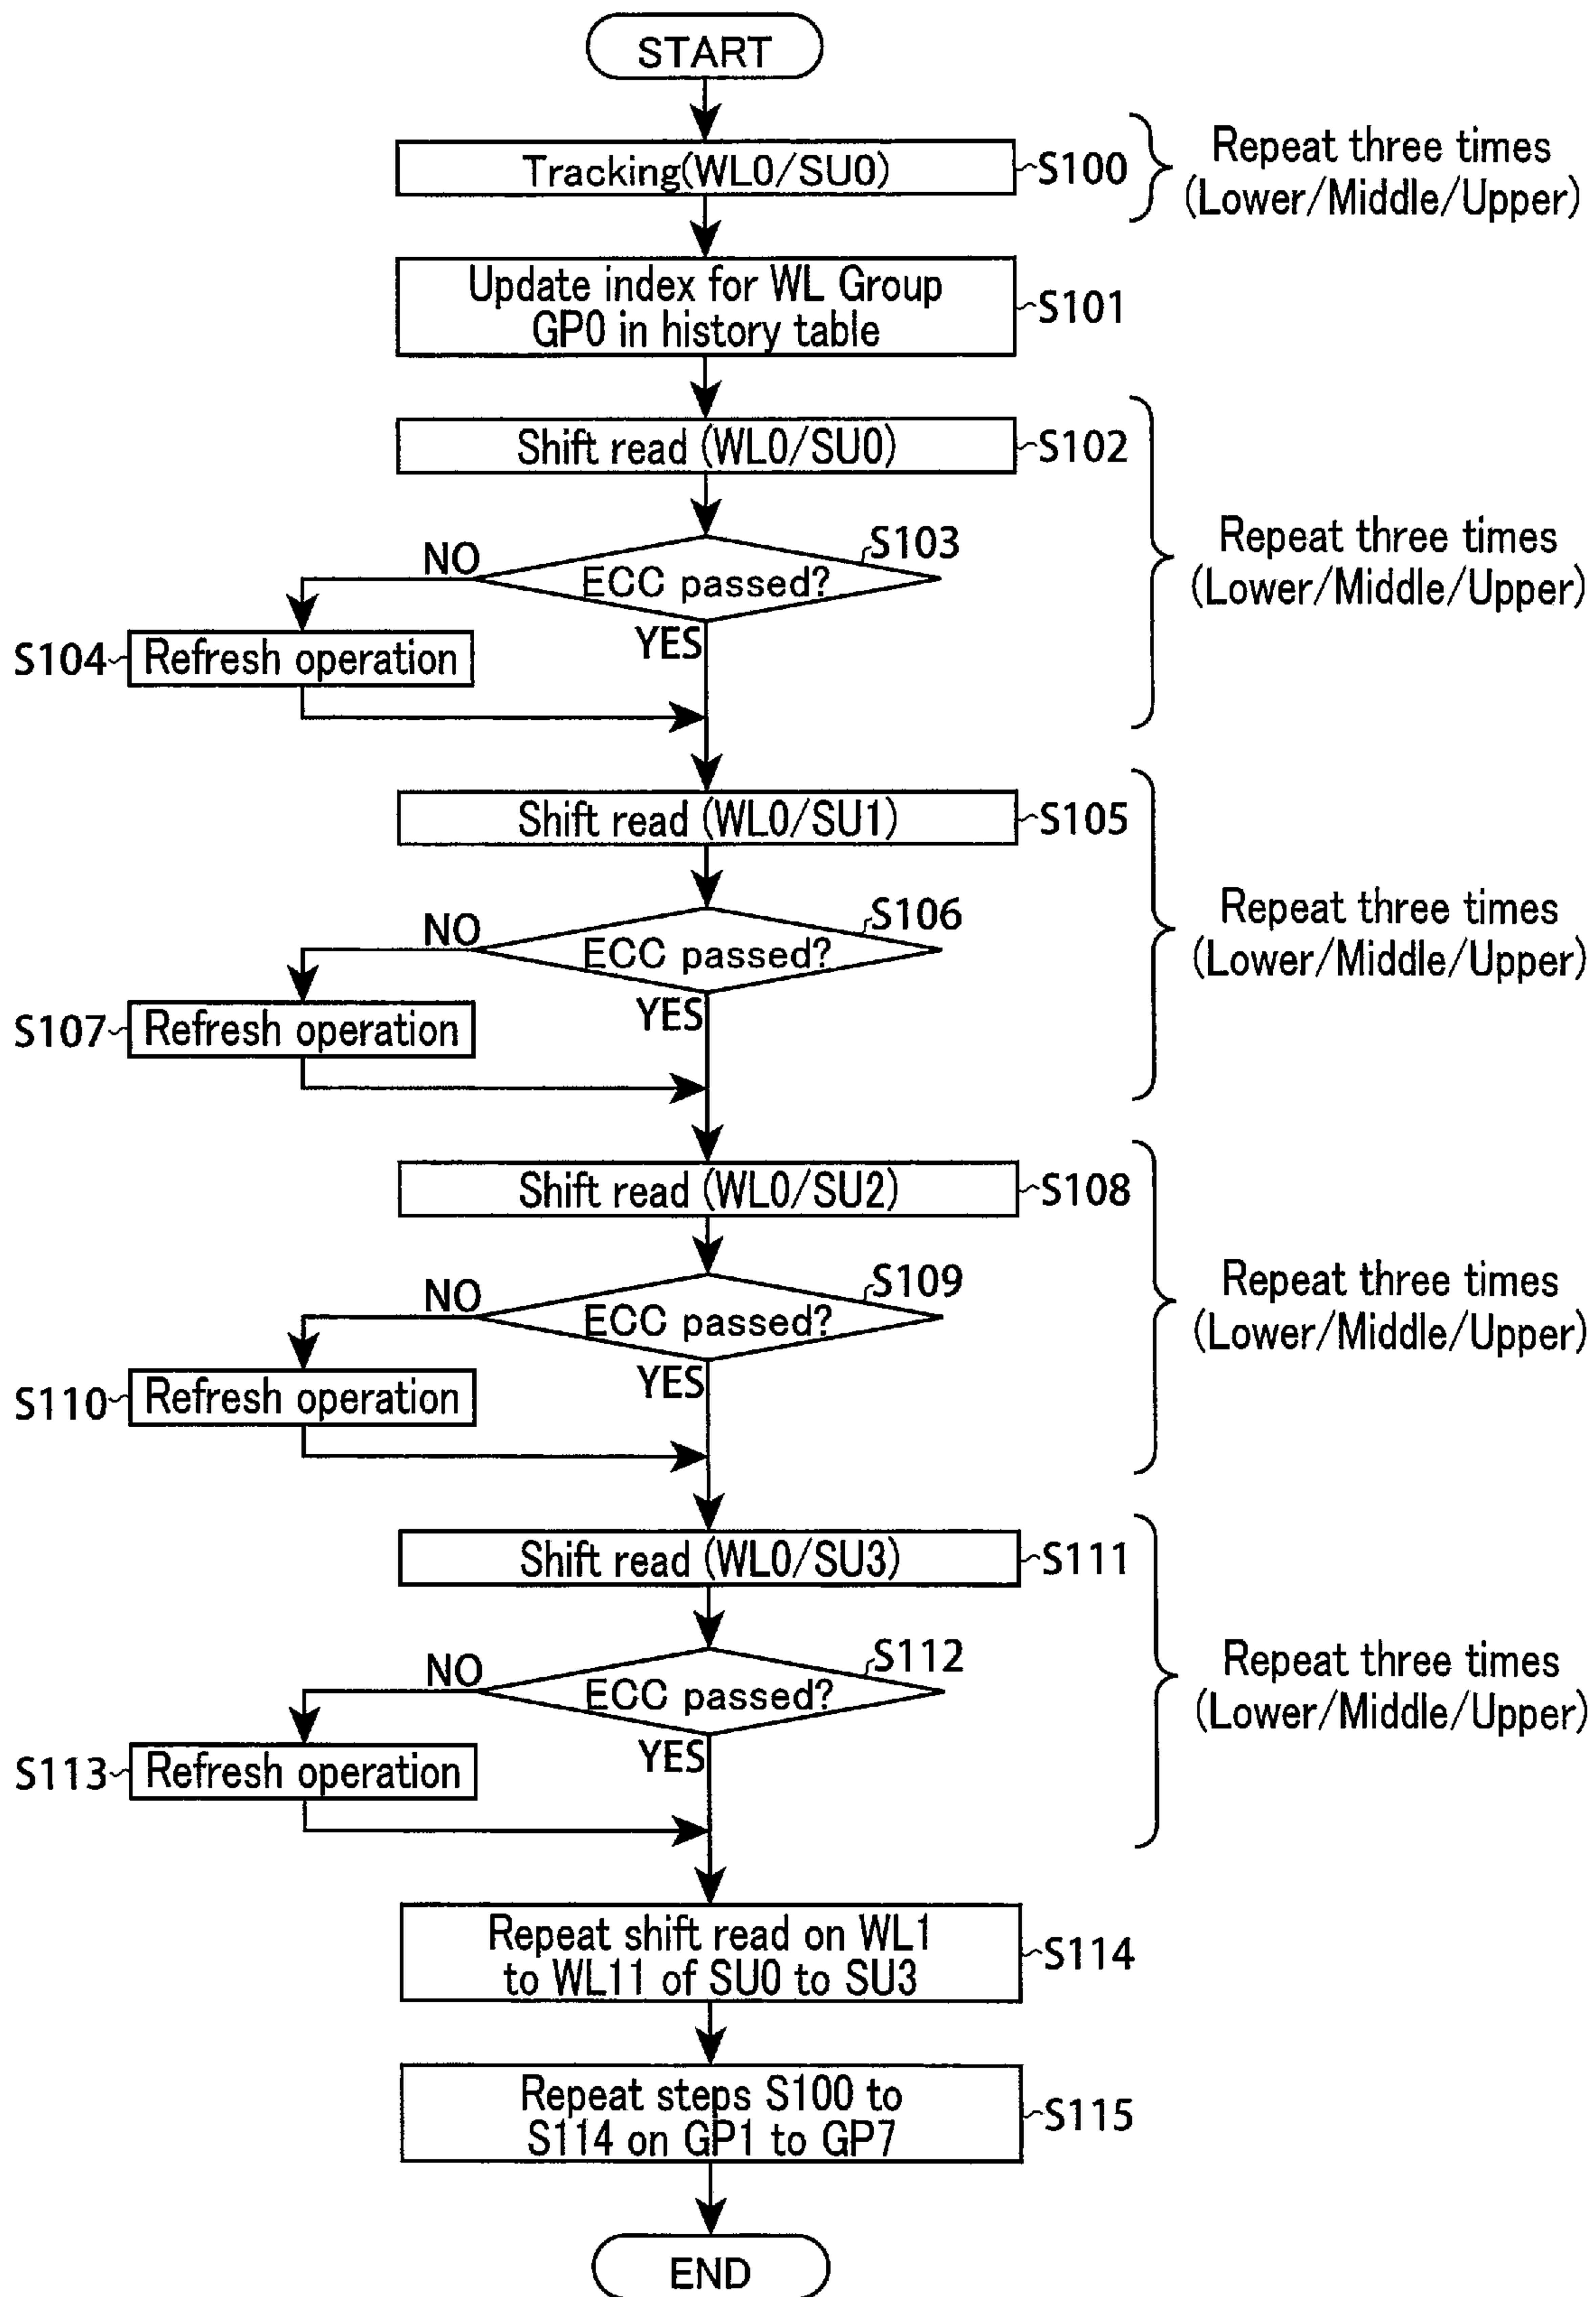 START
Tracking(WL0/SU0)
S100
Repeat three times
(Lower/Middle/Upper)
Update index for WL Group
GP0 in history table
S101
Shift read (WL0/SU0)
S102
Repeat three times
(Lower/Middle/Upper)
S103
NO
ECC passed?
YES
S104
Refresh operation
Shift read (WL0/SU1)
S105
Repeat three times
(Lower/Middle/Upper)
S106
NO
ECC passed?
YES
S107
Refresh operation
Shift read (WL0/SU2)
S108
Repeat three times
(Lower/Middle/Upper)
S109
NO
ECC passed?
YES
S110
Refresh operation
Shift read (WL0/SU3)
S111
Repeat three times
(Lower/Middle/Upper)
S112
NO
ECC passed?
YES
S113
Refresh operation
Repeat shift read on WL1
to WL11 of SU0 to SU3
S114
Repeat steps S100 to
S114 on GP1 to GP7
S115
END